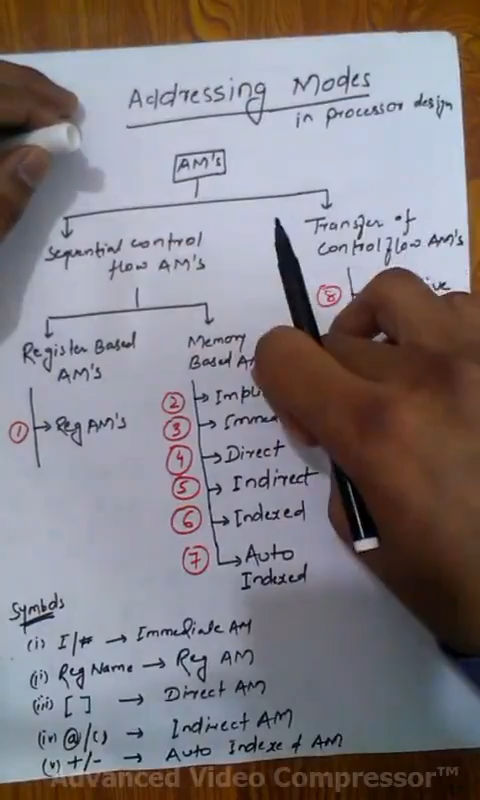 Addressing Modes
in processor design
AM's
Sequential control
flow AM's
Transfer of
control flow AM's
8
Register Based
AM's
Memory
Based
1 Reg AM's
2
3
4 Direct
5 Indirect
6 Indexed
7 Auto
Indexed
Symbols
(i) I/# → Immediate AM
(ii) Reg Name → Reg AM
(iii) [ ] → Direct AM
(iv) @/() → Indirect AM
(v) +/- → Auto Indexed AM
Advanced Video Compressor™